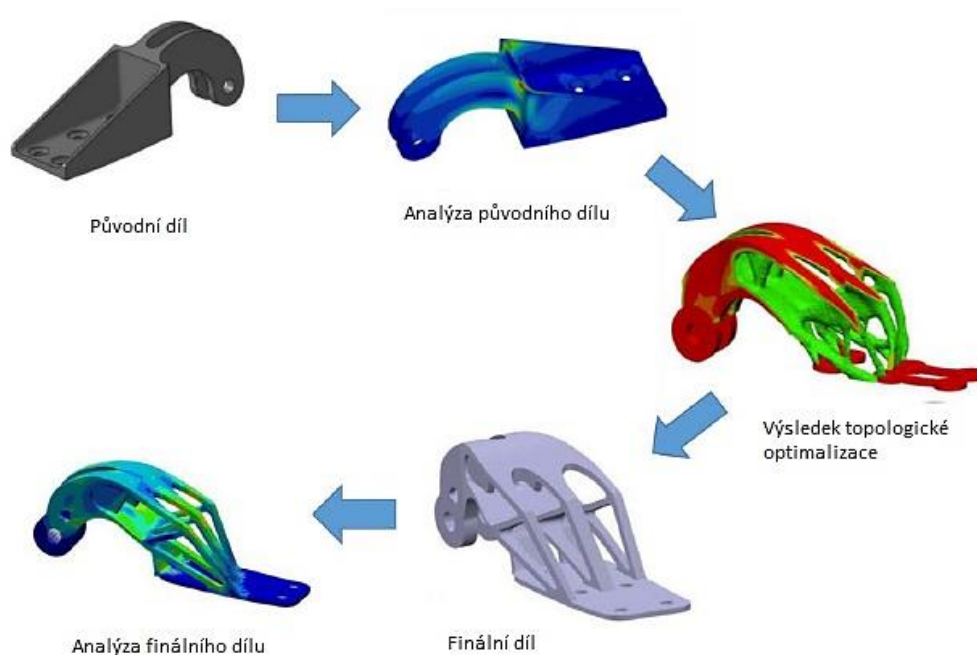 Původní díl
Analýza původního dílu
Výsledek topologické
optimalizace
Finální díl
Analýza finálního dílu